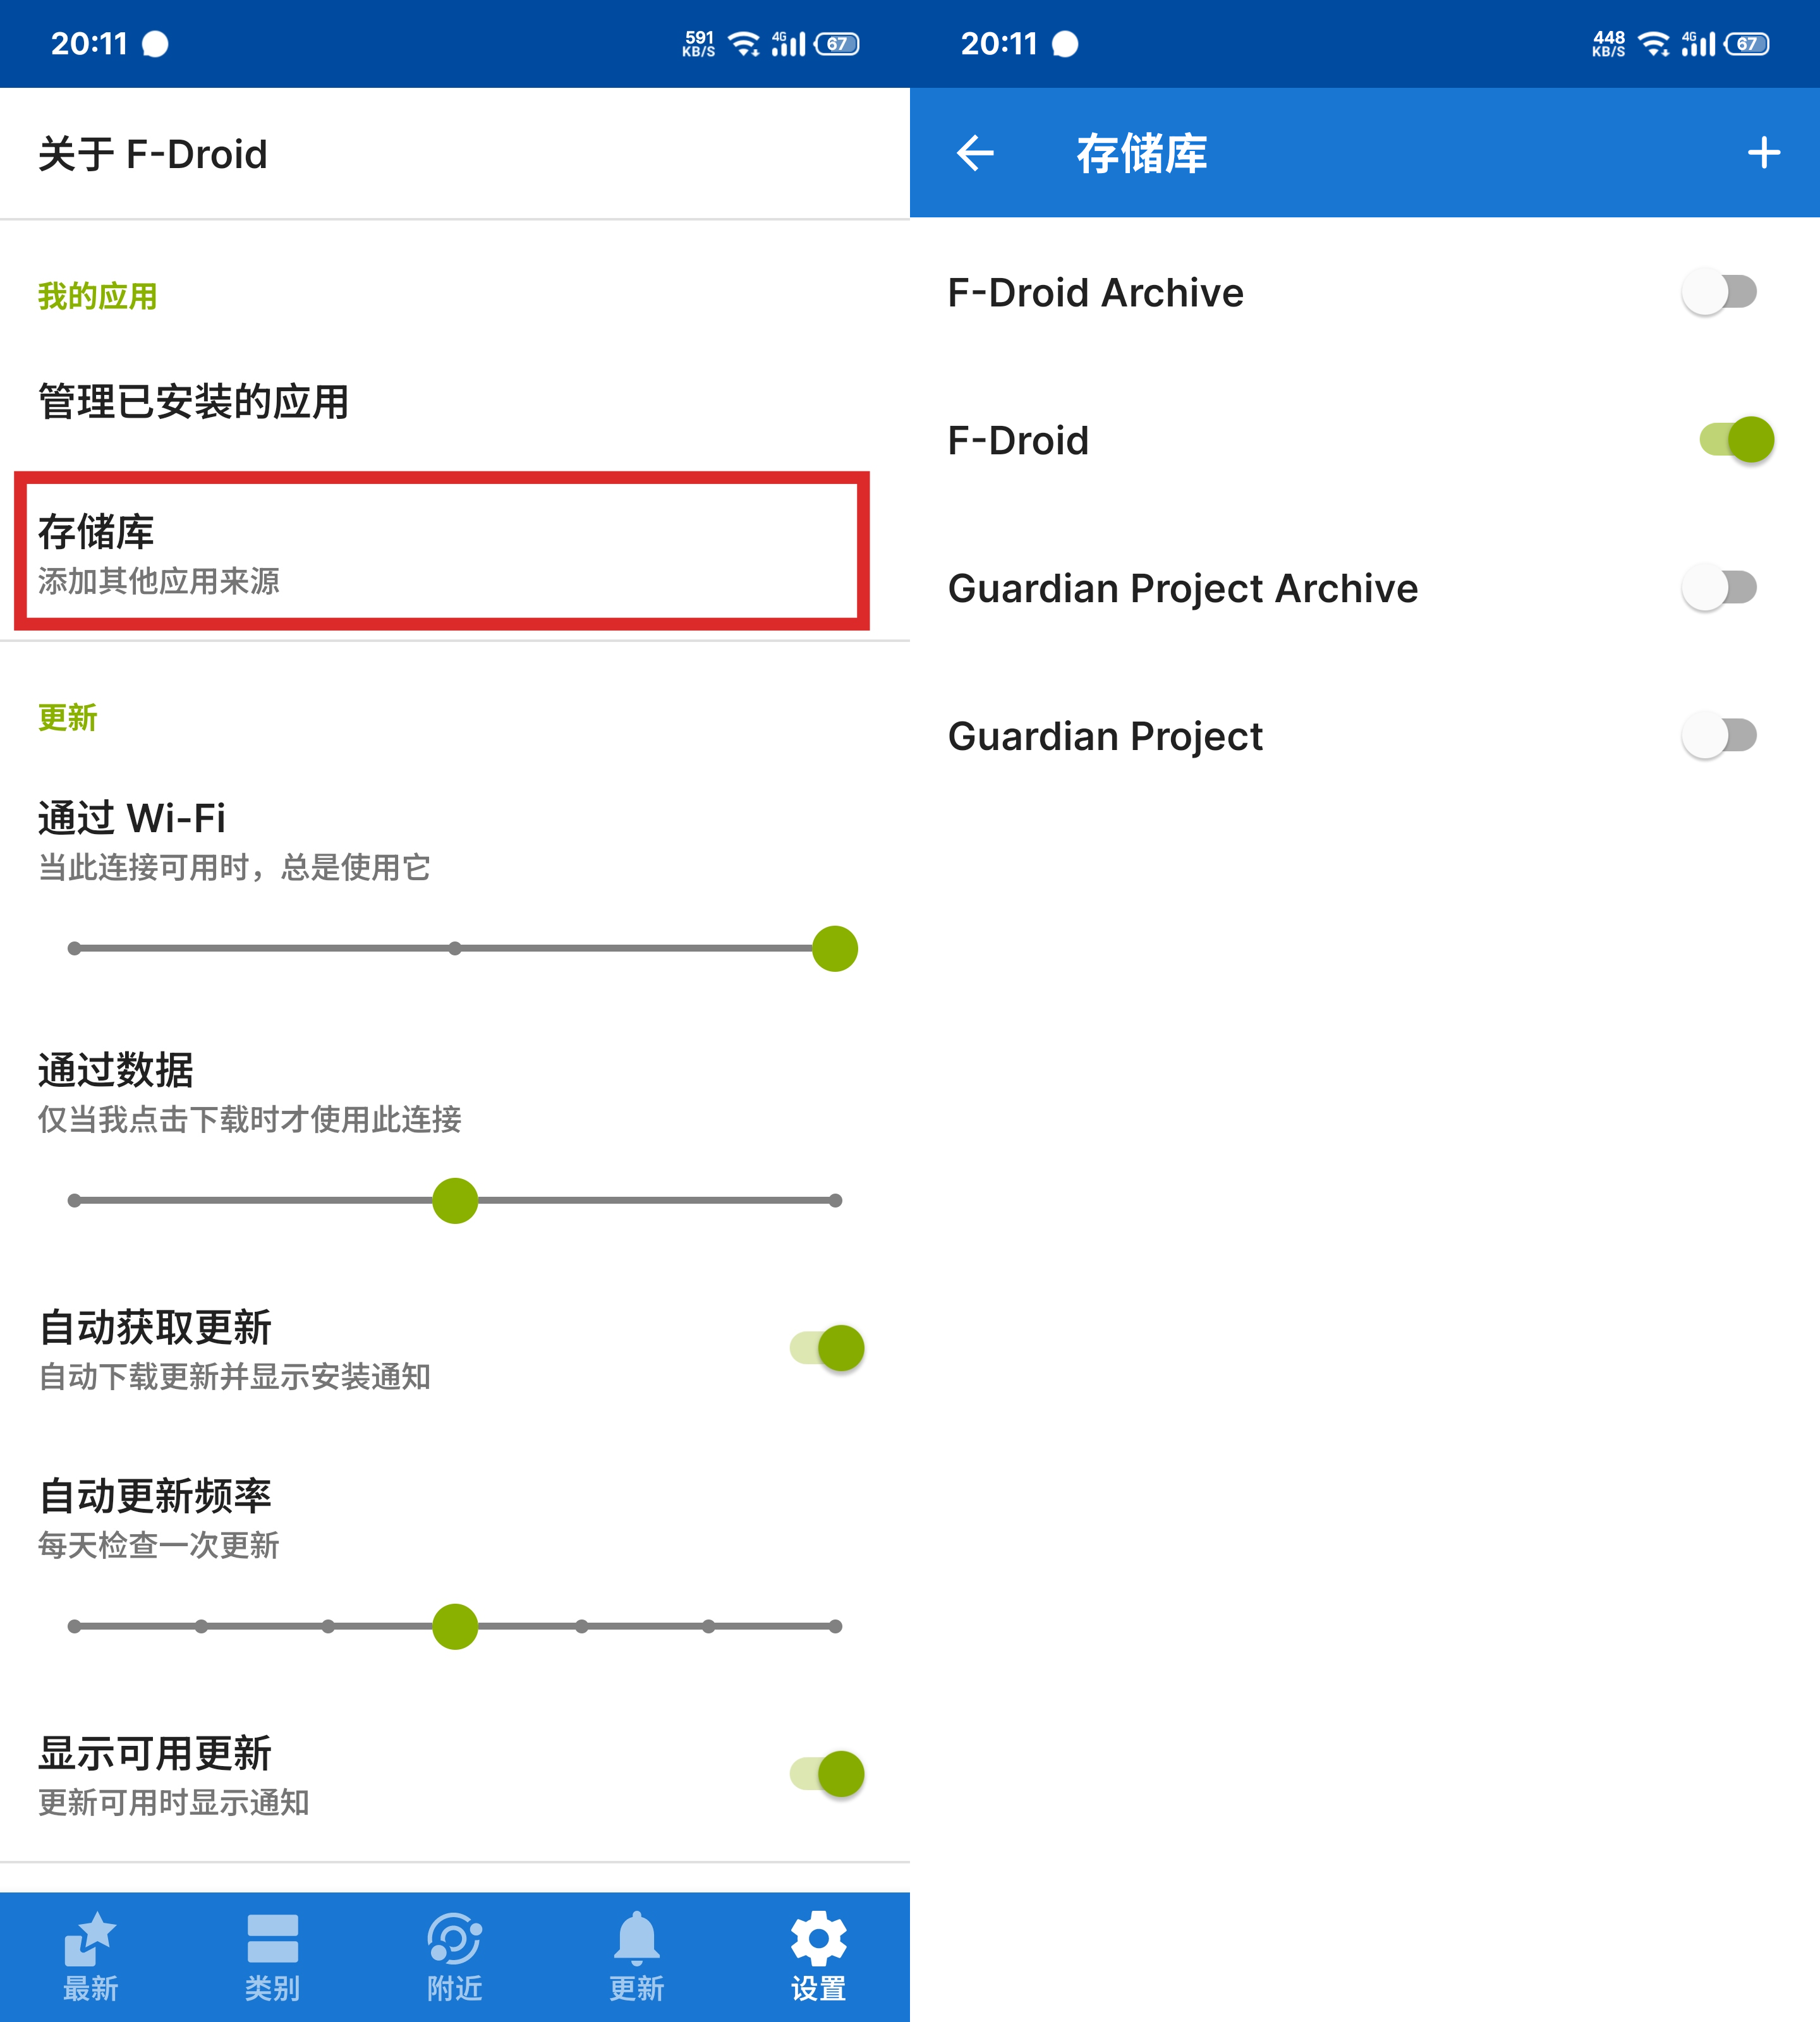 20:11
591
KB/S
4G
67
关于 F-Droid
我的应用
管理已安装的应用
存储库
添加其他应用来源
更新
通过 Wi-Fi
当此连接可用时，总是使用它
通过数据
仅当我点击下载时才使用此连接
自动获取更新
自动下载更新并显示安装通知
自动更新频率
每天检查一次更新
显示可用更新
更新可用时显示通知
最新
类别
附近
更新
设置
20:11
448
KB/S
4G
67
存储库
F-Droid Archive
F-Droid
Guardian Project Archive
Guardian Project